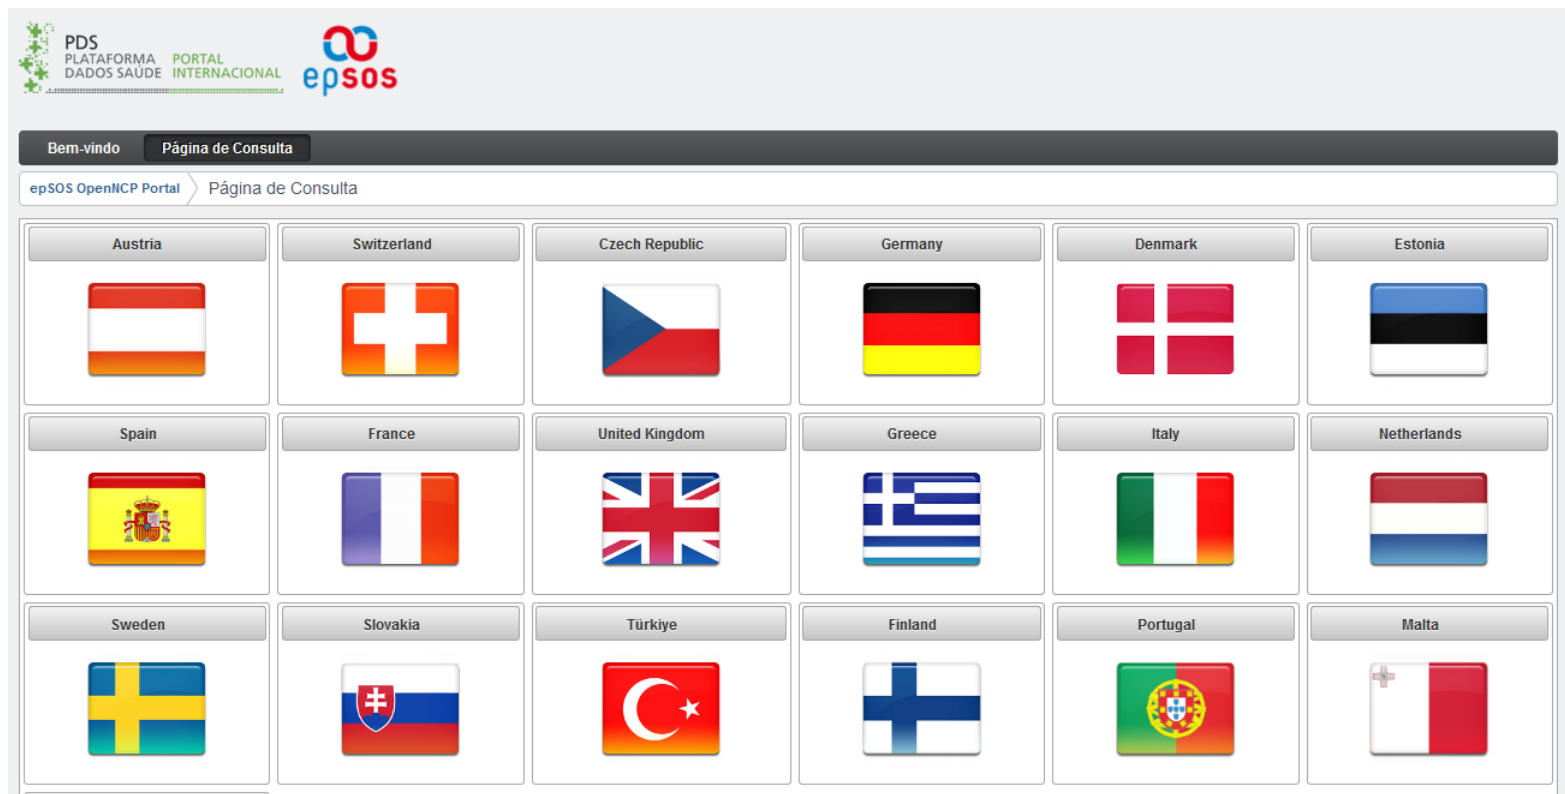 PDS
PLATAFORMA PORTAL
DADOS SAÚDE INTERNACIONAL
epsos
Bem-vindo Página de Consulta
epSOS OpenNCP Portal Página de Consulta
Austria Switzerland Czech Republic Germany Denmark Estonia
Spain France United Kingdom Greece Italy Netherlands
Sweden Slovakia Türkiye Finland Portugal Malta